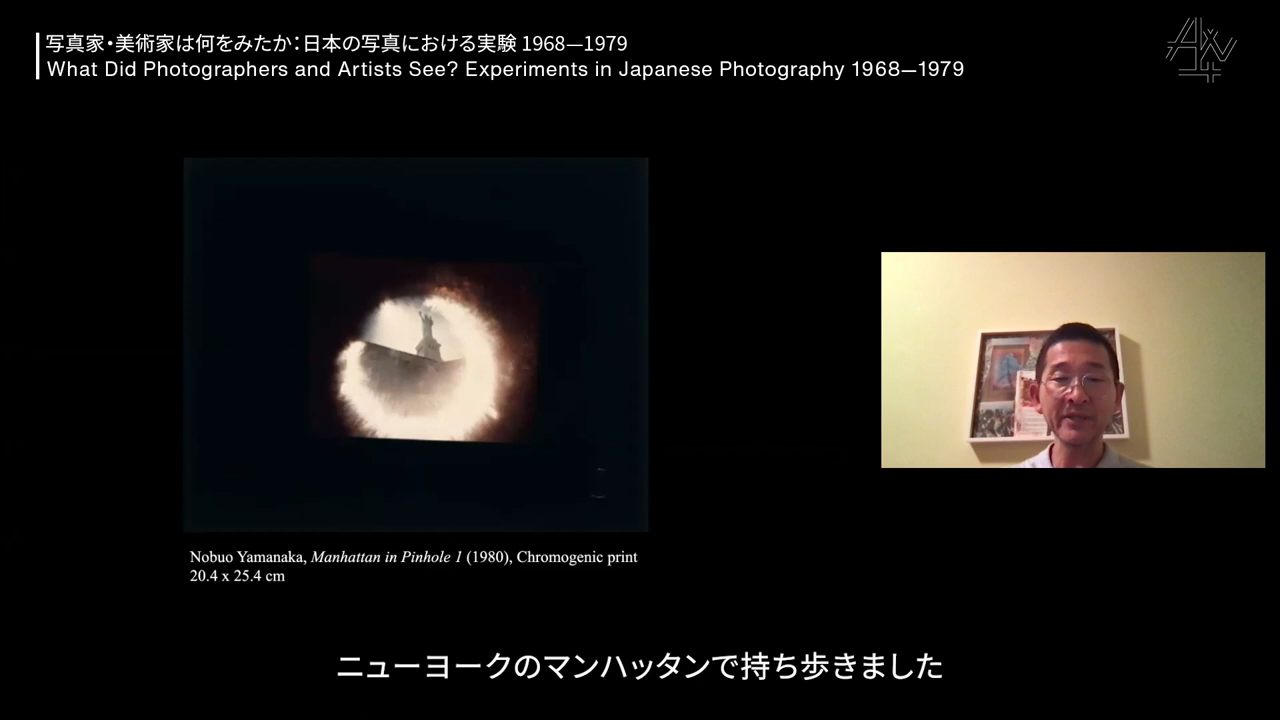 写真家・美術家は何をみたか：日本の写真における実験 1968—1979
What Did Photographers and Artists See? Experiments in Japanese Photography 1968—1979
Nobuo Yamanaka, Manhattan in Pinhole 1 (1980), Chromogenic print
20.4 x 25.4 cm
ニューヨークのマンハッタンで持ち歩きました